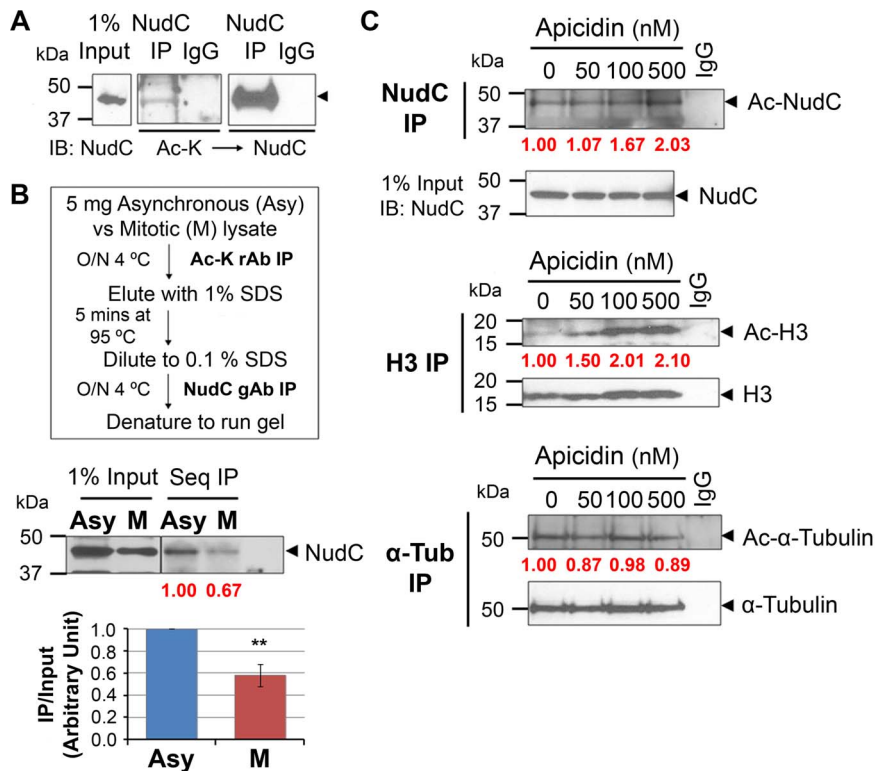 A
1% NudC NudC
kDa Input IP IgG IP IgG
50
37
IB: NudC Ac-K NudC
B
5 mg Asynchronous (Asy)
vs Mitotic (M) lysate
O/N 4 ºC Ac-K rAb IP
Elute with 1% SDS
5 mins at
95 ºC
Dilute to 0.1 % SDS
O/N 4 ºC NudC gAb IP
Denature to run gel
1% Input Seq IP
kDa
Asy M Asy M
50
37
NudC
1.00 0.67
IP/Input
(Arbitrary Unit)
1.0
0.8
0.6
0.4
0.2
0.0
**
Asy M
C
Apicidin (nM)
kDa 0 50 100 500 IgG
NudC
IP
50
37
Ac-NudC
1.00 1.07 1.67 2.03
1% Input
IB: NudC
50
37
NudC
Apicidin (nM)
kDa 0 50 100 500 IgG
H3 IP
20
15
Ac-H3
1.00 1.50 2.01 2.10
20
15
H3
Apicidin (nM)
kDa 0 50 100 500 IgG
α-Tub
IP
50
Ac-α-Tubulin
1.00 0.87 0.98 0.89
50
α-Tubulin